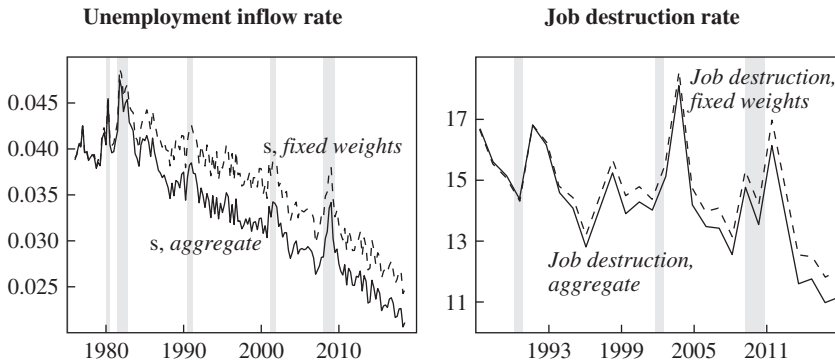 Unemployment inflow rate
0.045
0.040
0.035
0.030
0.025
s, fixed weights
s, aggregate
1980 1990 2000 2010
Job destruction rate
17
15
13
11
Job destruction,
fixed weights
Job destruction,
aggregate
1993 1999 2005 2011